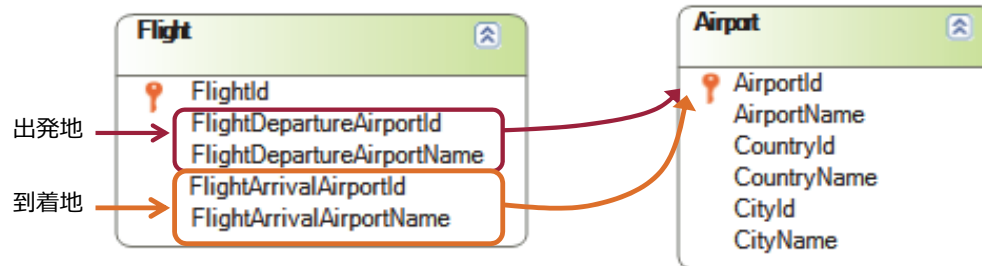 Flight
FlightId
出発地
FlightDepartureAirportId
FlightDepartureAirportName
到着地
FlightArrivalAirportId
FlightArrivalAirportName
Airport
AirportId
AirportName
CountryId
CountryName
CityId
CityName